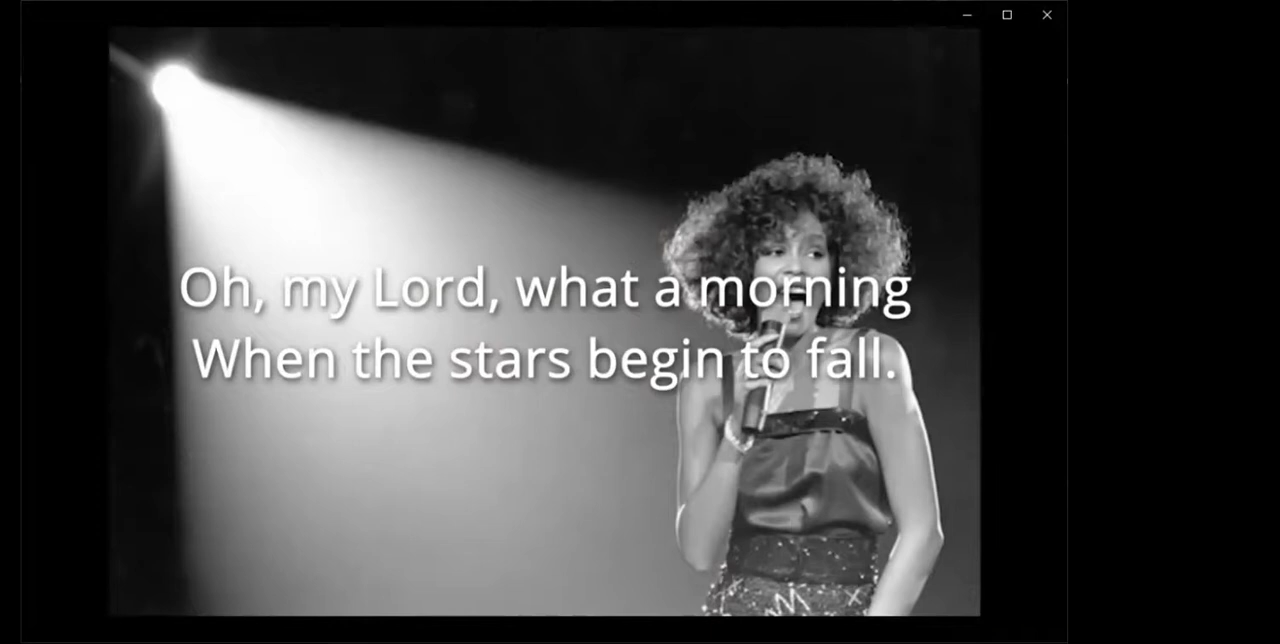 Oh, my Lord, what a morning
When the stars begin to fall.